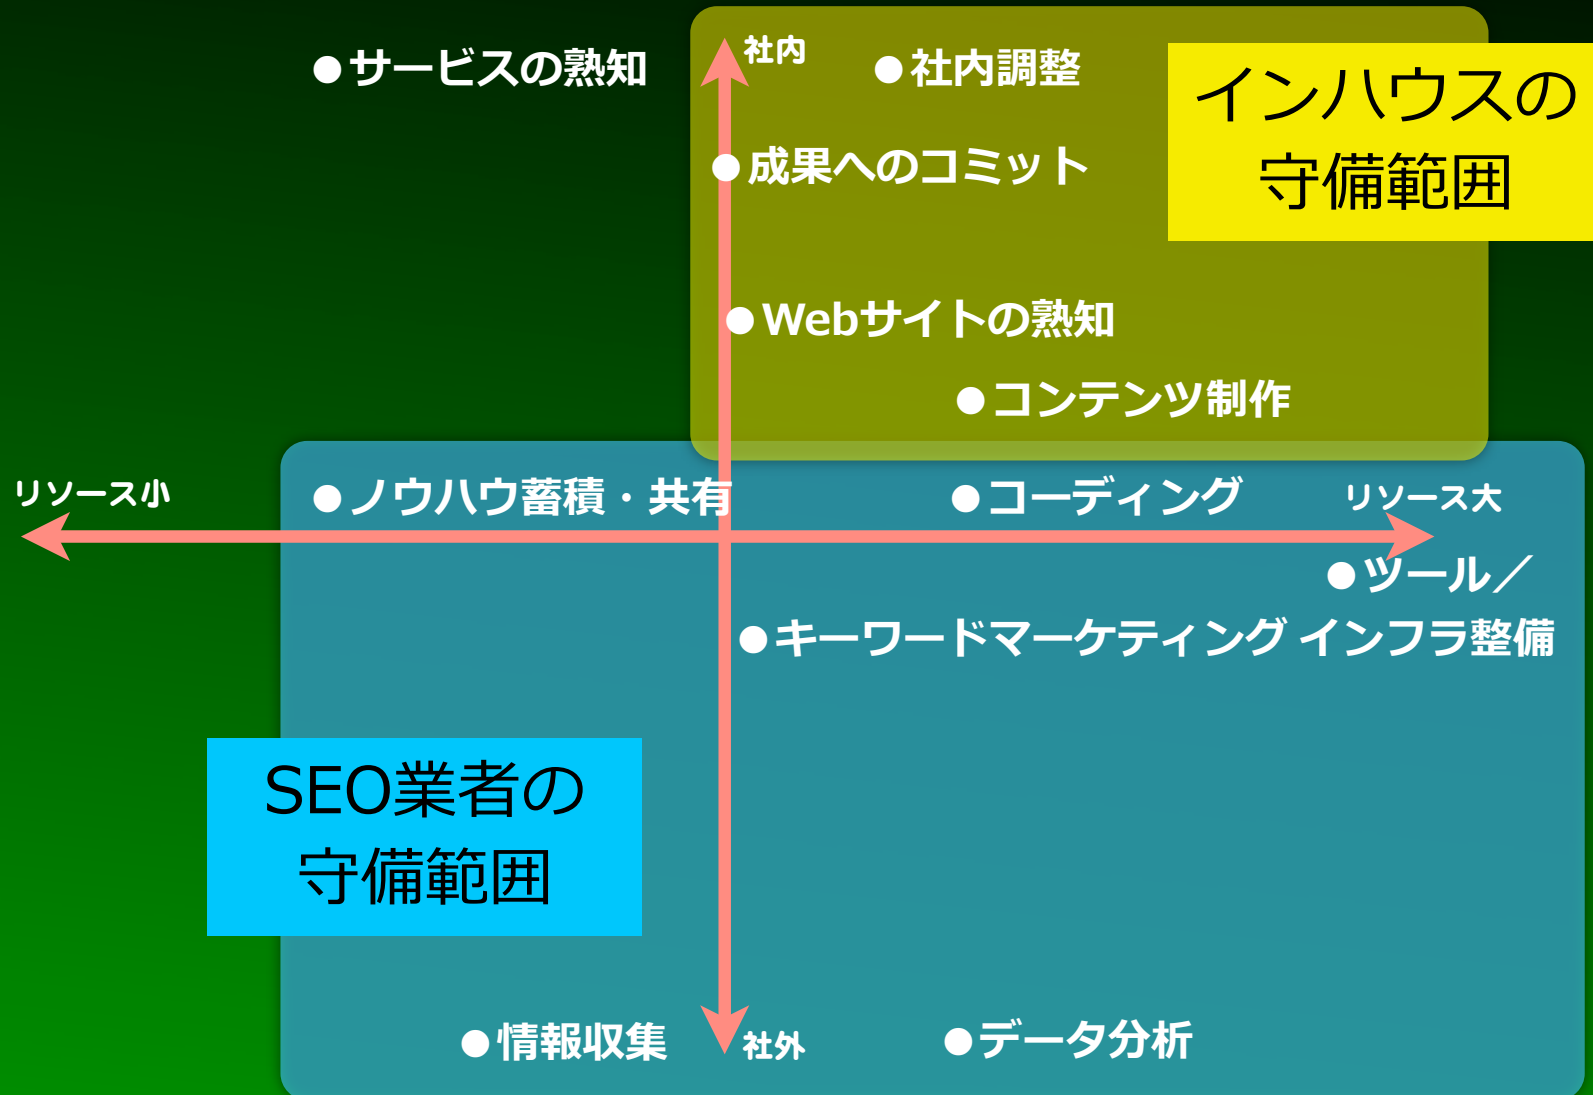 ●サービスの熟知
社内
●社内調整
インハウスの
守備範囲
●成果へのコミット
●Webサイトの熟知
●コンテンツ制作
リソース小
●ノウハウ蓄積・共有
●コーディング
リソース大
●ツール／
インフラ整備
●キーワードマーケティング
SEO業者の
守備範囲
●情報収集
社外
●データ分析